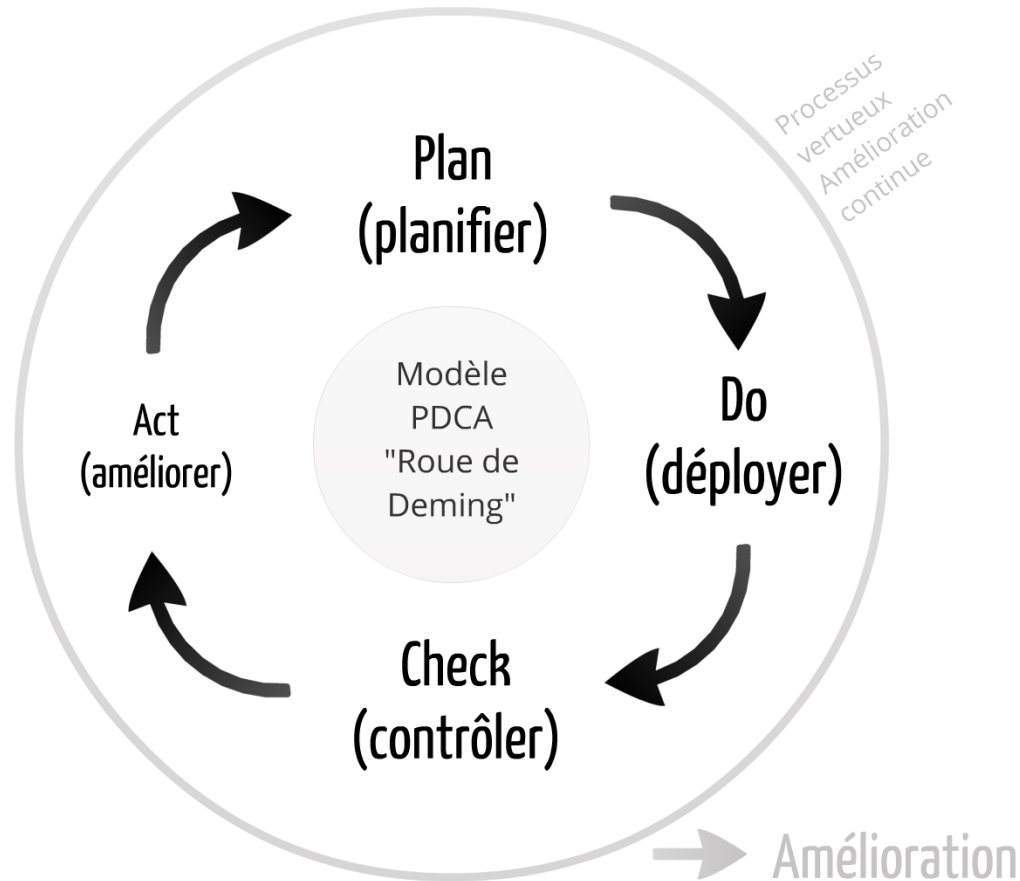 Processus
vertueux
Amélioration
continue
Plan
(planifier)
Modèle
PDCA
"Roue de
Deming"
Do
(déployer)
Act
(améliorer)
Check
(contrôler)
Amélioration